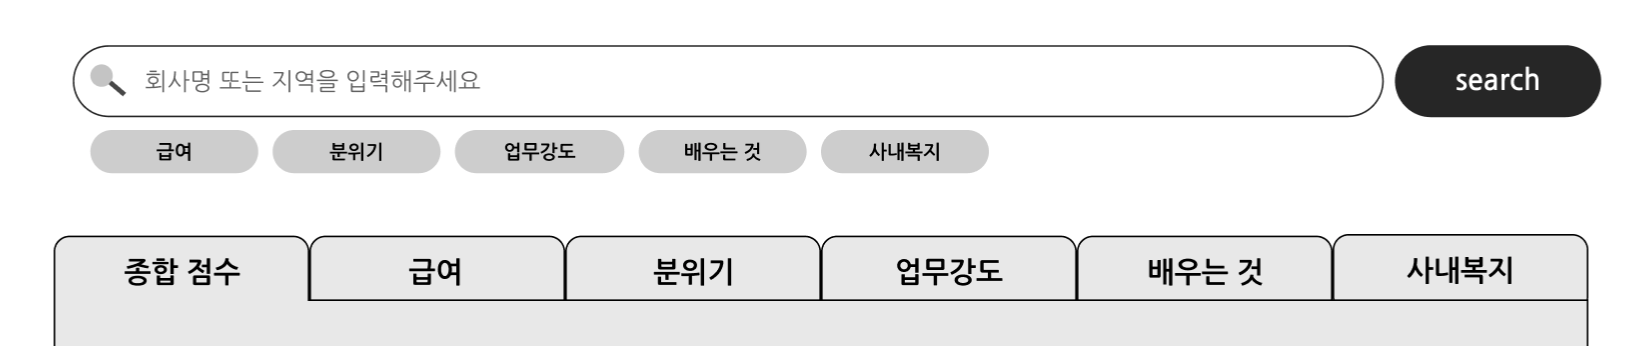 회사명 또는 지역을 입력해주세요
search
급여 분위기 업무강도 배우는 것 사내복지
종합 점수 급여 분위기 업무강도 배우는 것 사내복지